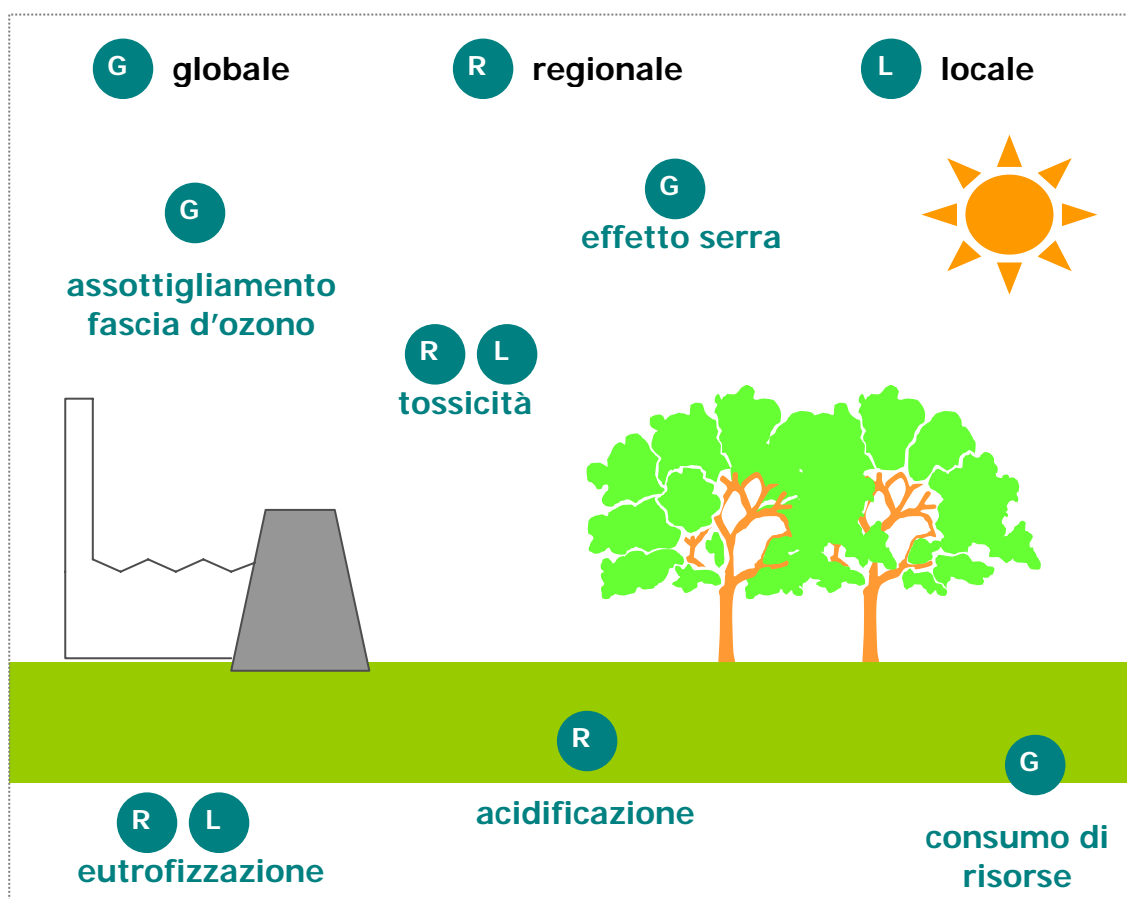 G globale R regionale L locale
G
effetto serra
G
assottigliamento
fascia d'ozono
R L
tossicità
R
acidificazione
G
consumo di
risorse
R L
eutrofizzazione